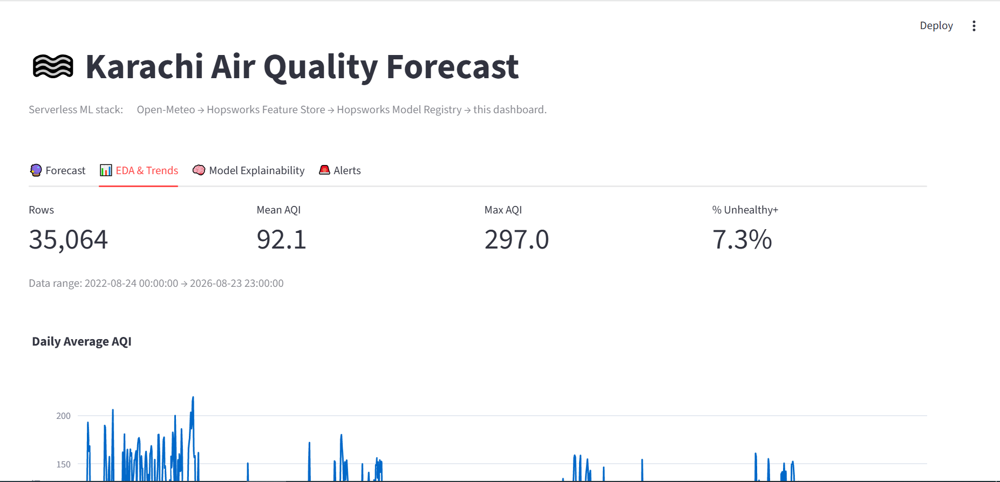 Deploy
Karachi Air Quality Forecast
Serverless ML stack: Open-Meteo → Hopsworks Feature Store → Hopsworks Model Registry → this dashboard.
Forecast EDA & Trends Model Explainability Alerts
Rows Mean AQI Max AQI % Unhealthy+
35,064 92.1 297.0 7.3%
Data range: 2022-08-24 00:00:00 → 2026-08-23 23:00:00
Daily Average AQI
200
150